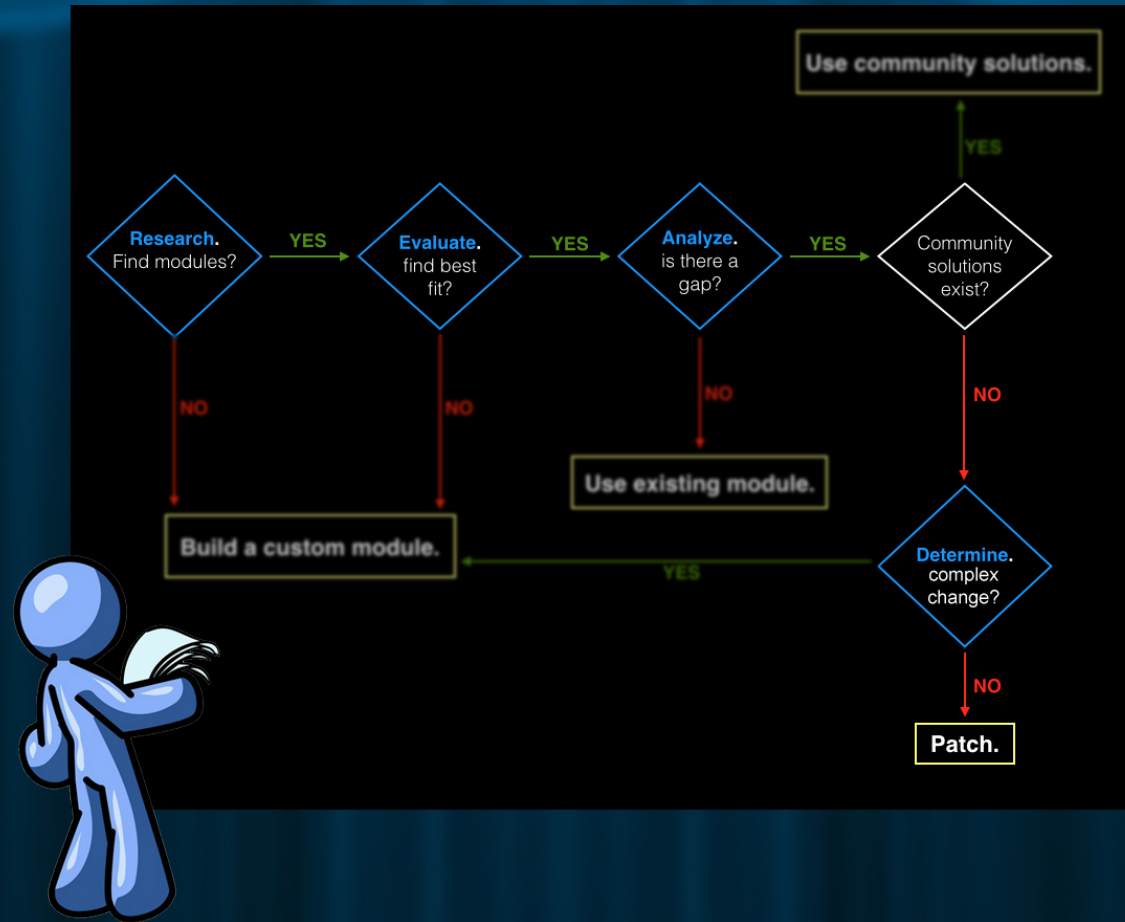 Use community solutions.
YES
Research.
Find modules?
YES
Evaluate.
find best
fit?
YES
Analyze.
is there a
gap?
YES
Community
solutions
exist?
NO
NO
NO
NO
Use existing module.
Build a custom module.
YES
Determine.
complex
change?
NO
Patch.